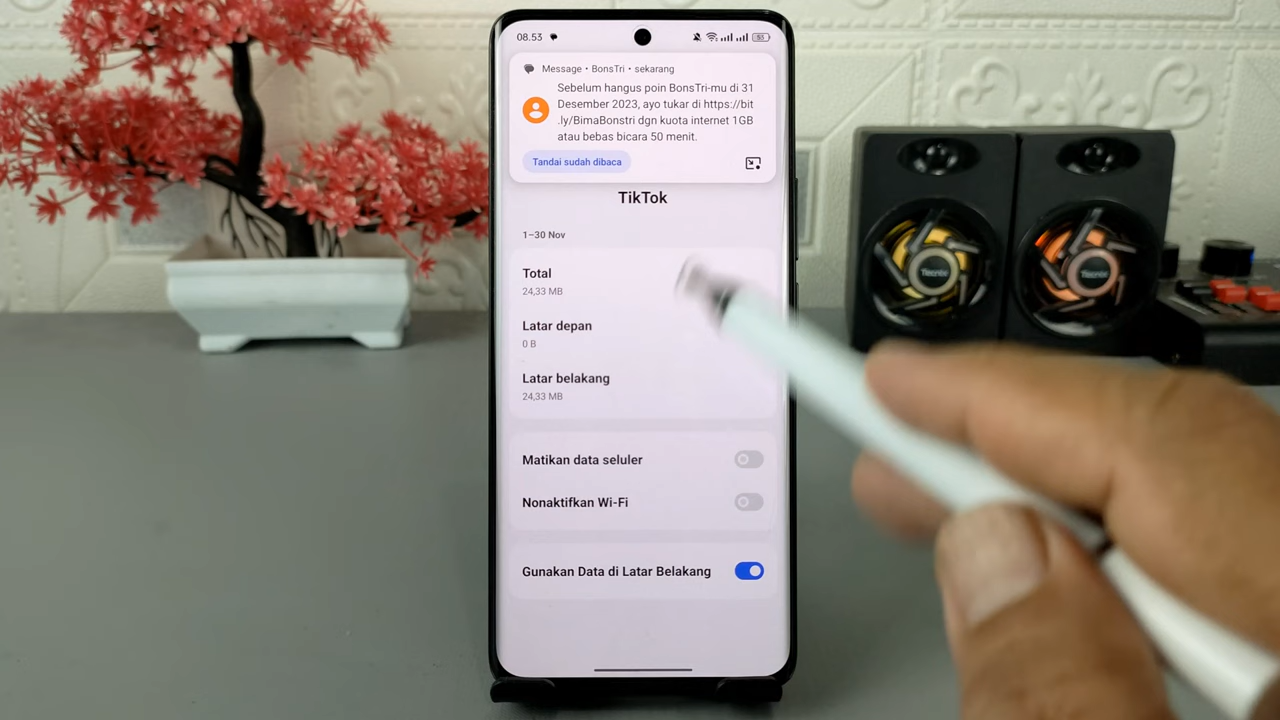 08.53
55
Message • BonsTri • sekarang
Sebelum hangus poin BonsTri-mu di 31
Desember 2023, ayo tukar di https://bit
.ly/BimaBonstri dgn kuota internet 1GB
atau bebas bicara 50 menit.
Tandai sudah dibaca
TikTok
1–30 Nov
Total
24,33 MB
Latar depan
0 B
Latar belakang
24,33 MB
Matikan data seluler
Nonaktifkan Wi-Fi
Gunakan Data di Latar Belakang
Tecnix
Tecnix